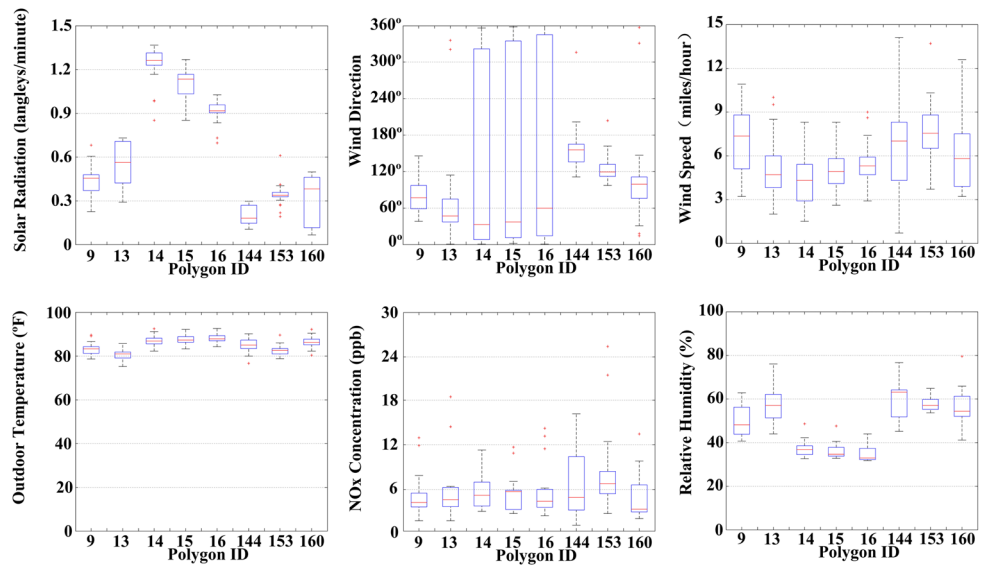 Solar Radiation (langleys/minute)
1.5
1.2
0.9
0.6
0.3
0
9 13 14 15 16 144 153 160
Polygon ID
Wind Direction
360º
300º
240º
180º
120º
60º
0º
9 13 14 15 16 144 153 160
Polygon ID
Wind Speed (miles/hour)
15
12
9
6
3
0
9 13 14 15 16 144 153 160
Polygon ID
Outdoor Temperature (ºF)
100
80
60
40
20
0
9 13 14 15 16 144 153 160
Polygon ID
NOx Concentration (ppb)
30
24
18
12
6
0
9 13 14 15 16 144 153 160
Polygon ID
Relative Humidity (%)
100
80
60
40
20
0
9 13 14 15 16 144 153 160
Polygon ID